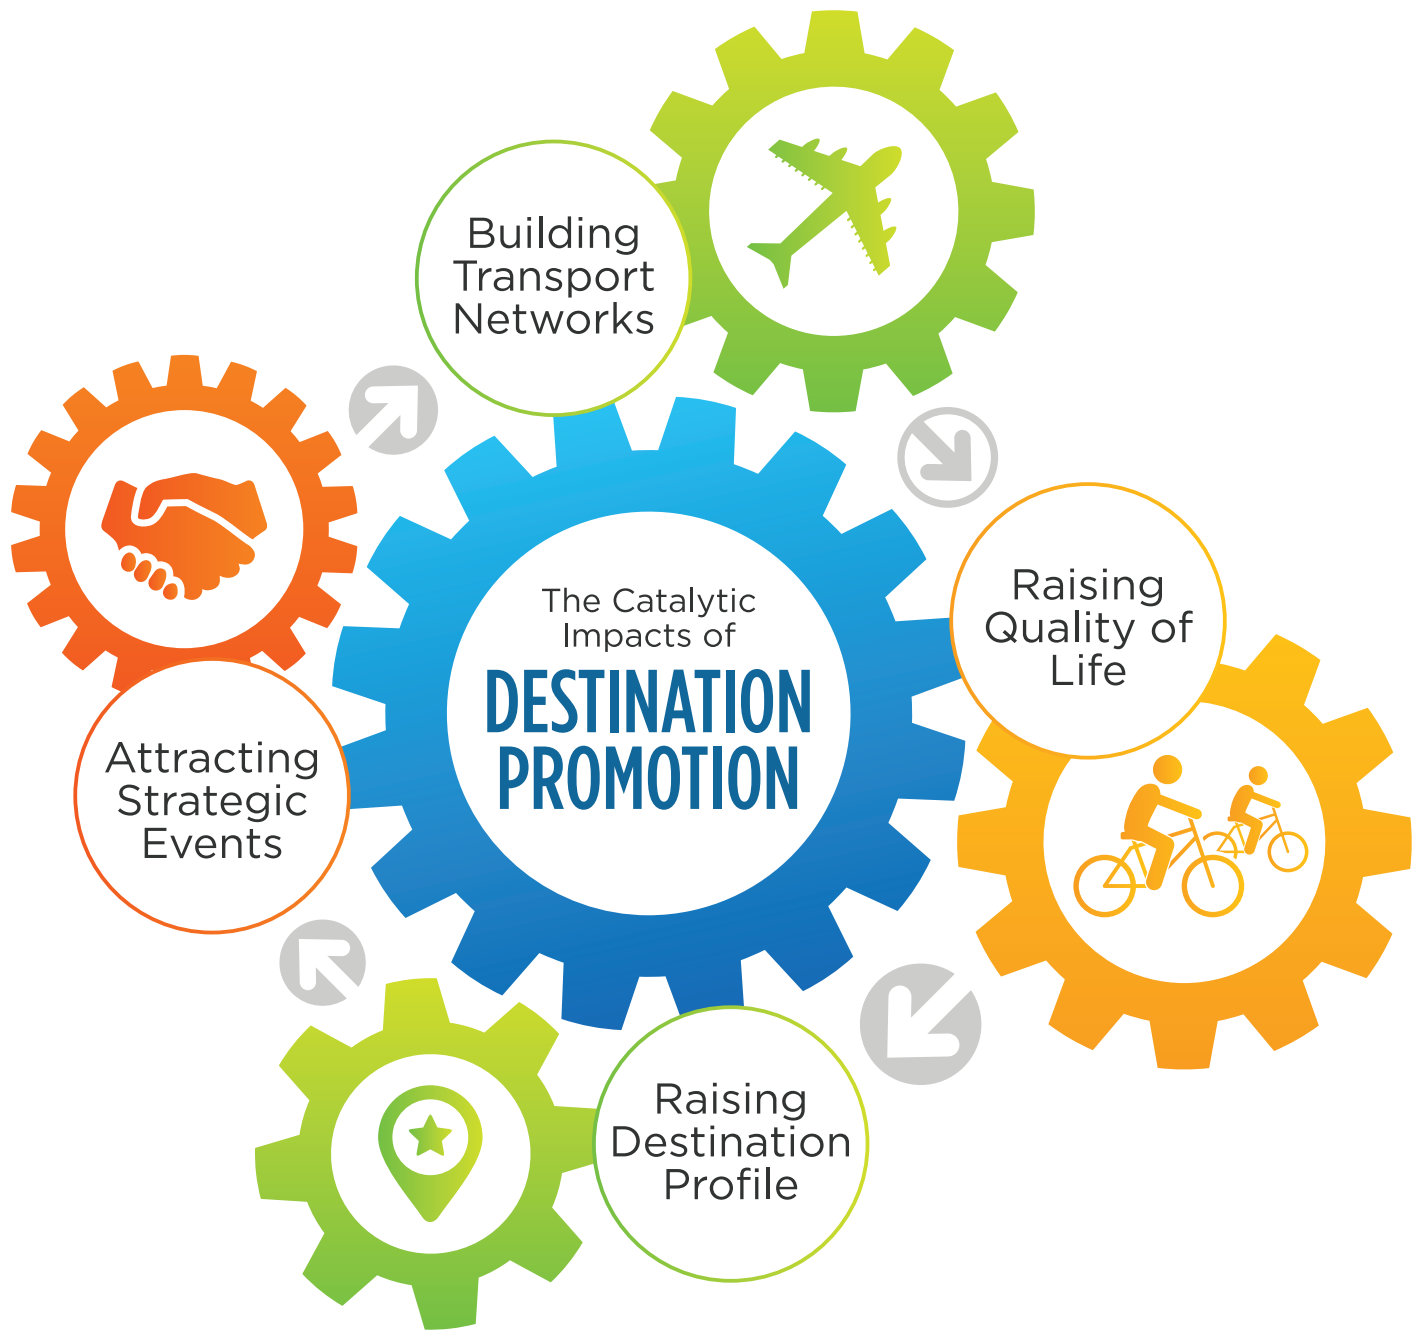 Building
Transport
Networks
The Catalytic
Impacts of
DESTINATION
PROMOTION
Raising
Quality of
Life
Attracting
Strategic
Events
Raising
Destination
Profile